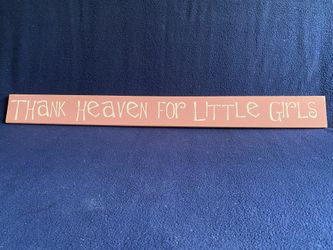 Thank Heaven for Little Girls